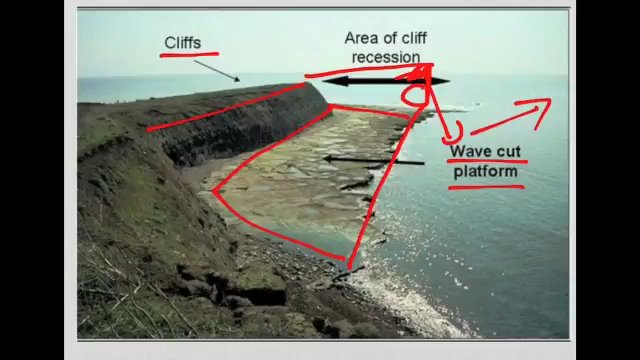 Cliffs
Area of cliff
recession
Wave cut
platform